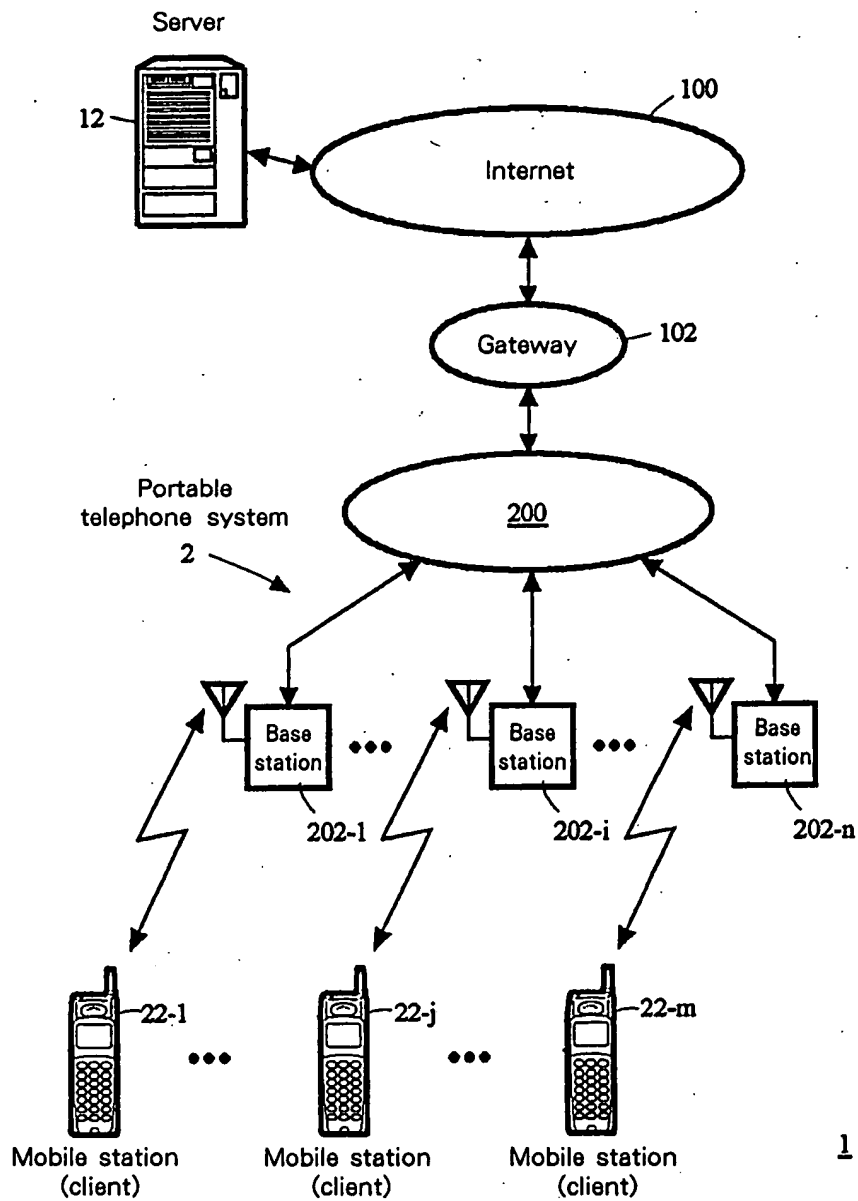 Server
100
12
Internet
Gateway
102
Portable
telephone system
2
200
Base
station
Base
station
Base
station
202-1
202-i
202-n
22-1
22-j
22-m
Mobile station
(client)
Mobile station
(client)
Mobile station
(client)
1